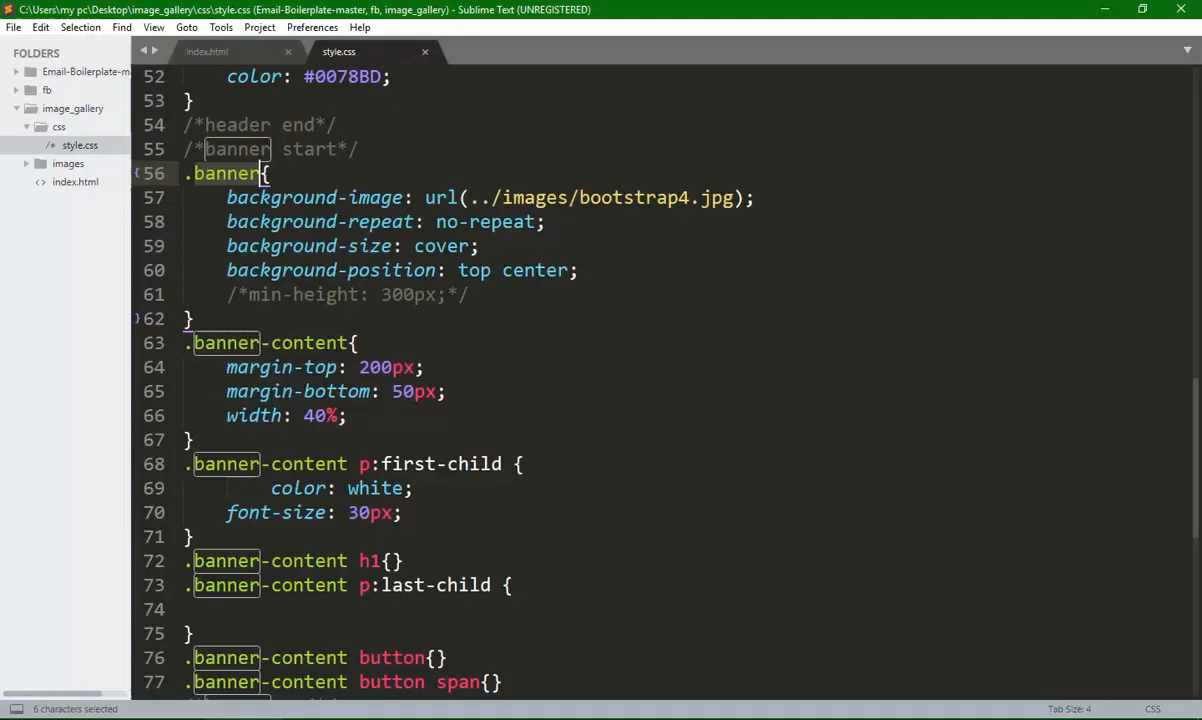 C:\Users\my pc\Desktop\image_gallery\css\style.css (Email-Boilerplate-master, fb, image_gallery) - Sublime Text (UNREGISTERED)
File Edit Selection Find View Goto Tools Project Preferences Help
FOLDERS
Email-Boilerplate-m
fb
image_gallery
css
style.css
images
index.html
index.html
style.css
52 color: #0078BD;
53 }
54 /*header end*/
55 /*banner start*/
56 .banner{
57 background-image: url(../images/bootstrap4.jpg);
58 background-repeat: no-repeat;
59 background-size: cover;
60 background-position: top center;
61 /*min-height: 300px;*/
62 }
63 .banner-content{
64 margin-top: 200px;
65 margin-bottom: 50px;
66 width: 40%;
67 }
68 .banner-content p:first-child {
69 color: white;
70 font-size: 30px;
71 }
72 .banner-content h1{}
73 .banner-content p:last-child {
74
75 }
76 .banner-content button{}
77 .banner-content button span{}
6 characters selected
Tab Size: 4
CSS